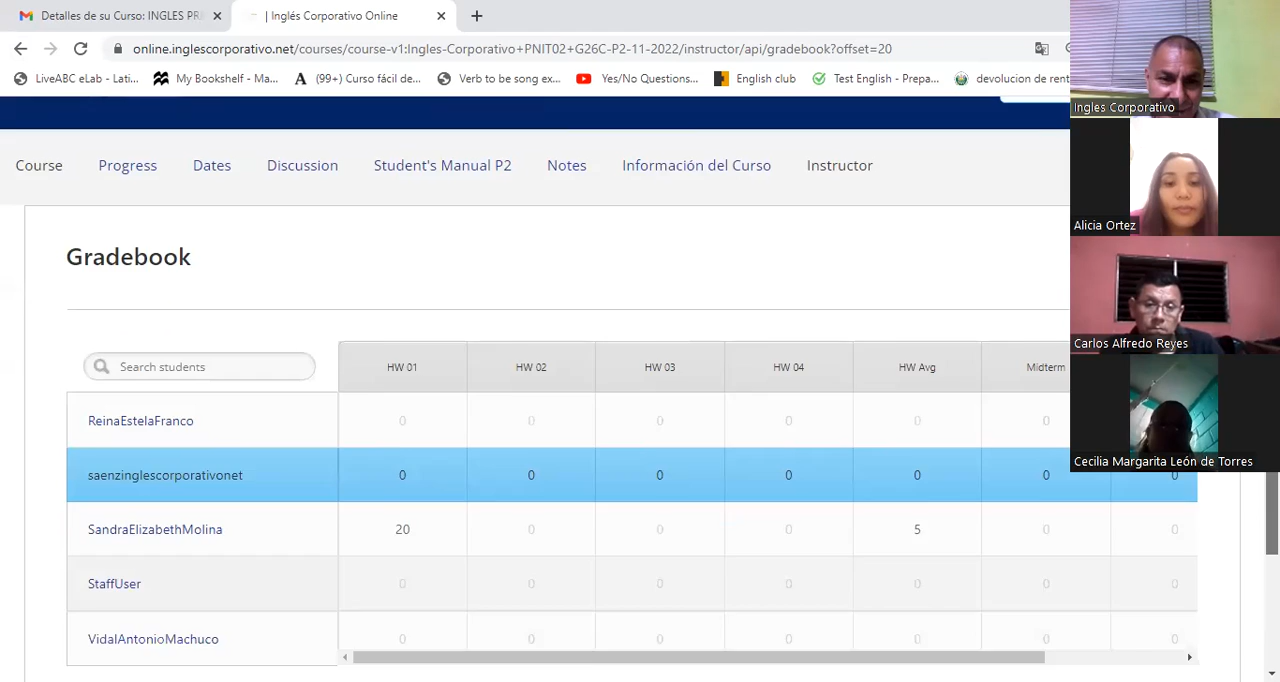 Detalles de su Curso: INGLES PRI
| Inglés Corporativo Online
online.inglescorporativo.net/courses/course-v1:Ingles-Corporativo+PNIT02+G26C-P2-11-2022/instructor/api/gradebook?offset=20
LiveABC eLab - Lati... My Bookshelf - Ma... (99+) Curso fácil de... Verb to be song ex... Yes/No Questions... English club Test English - Prepa... devolucion de rent
Course Progress Dates Discussion Student's Manual P2 Notes Información del Curso Instructor
Gradebook
Search students HW 01 HW 02 HW 03 HW 04 HW Avg Midterm
ReinaEstelaFranco 0 0 0 0 0 0 0
saenzinglescorporativonet 0 0 0 0 0 0 0
SandraElizabethMolina 20 0 0 0 5 0 0
StaffUser 0 0 0 0 0 0 0
VidalAntonioMachuco 0 0 0 0 0 0 0
Ingles Corporativo
Alicia Ortez
Carlos Alfredo Reyes
Cecilia Margarita León de Torres